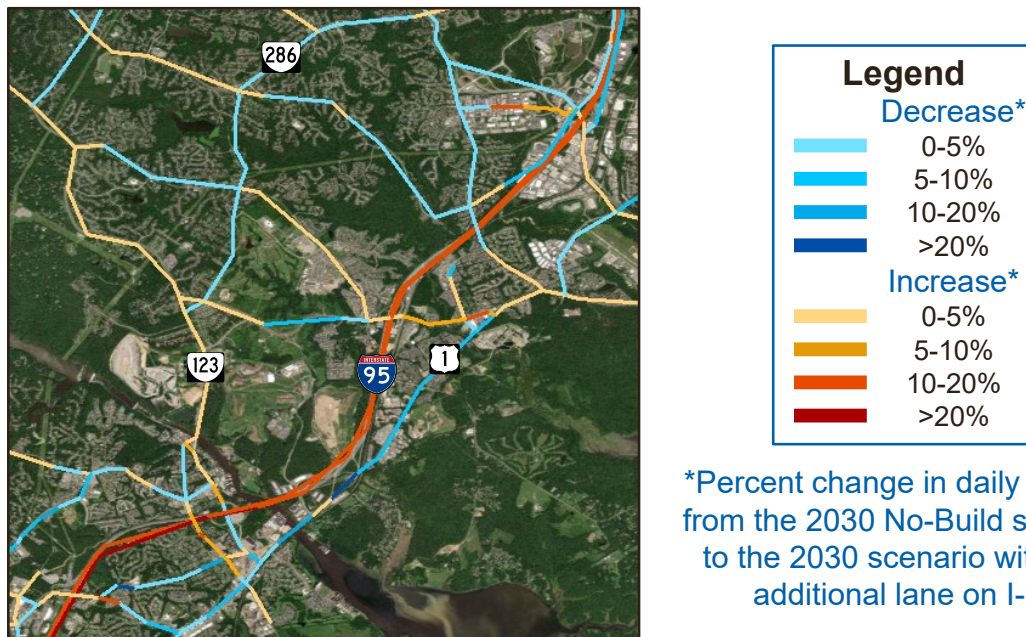 286
123
INTERSTATE
95
1
Legend
Decrease*
0-5%
5-10%
10-20%
>20%
Increase*
0-5%
5-10%
10-20%
>20%
*Percent change in daily
from the 2030 No-Build s
to the 2030 scenario wit
additional lane on I-